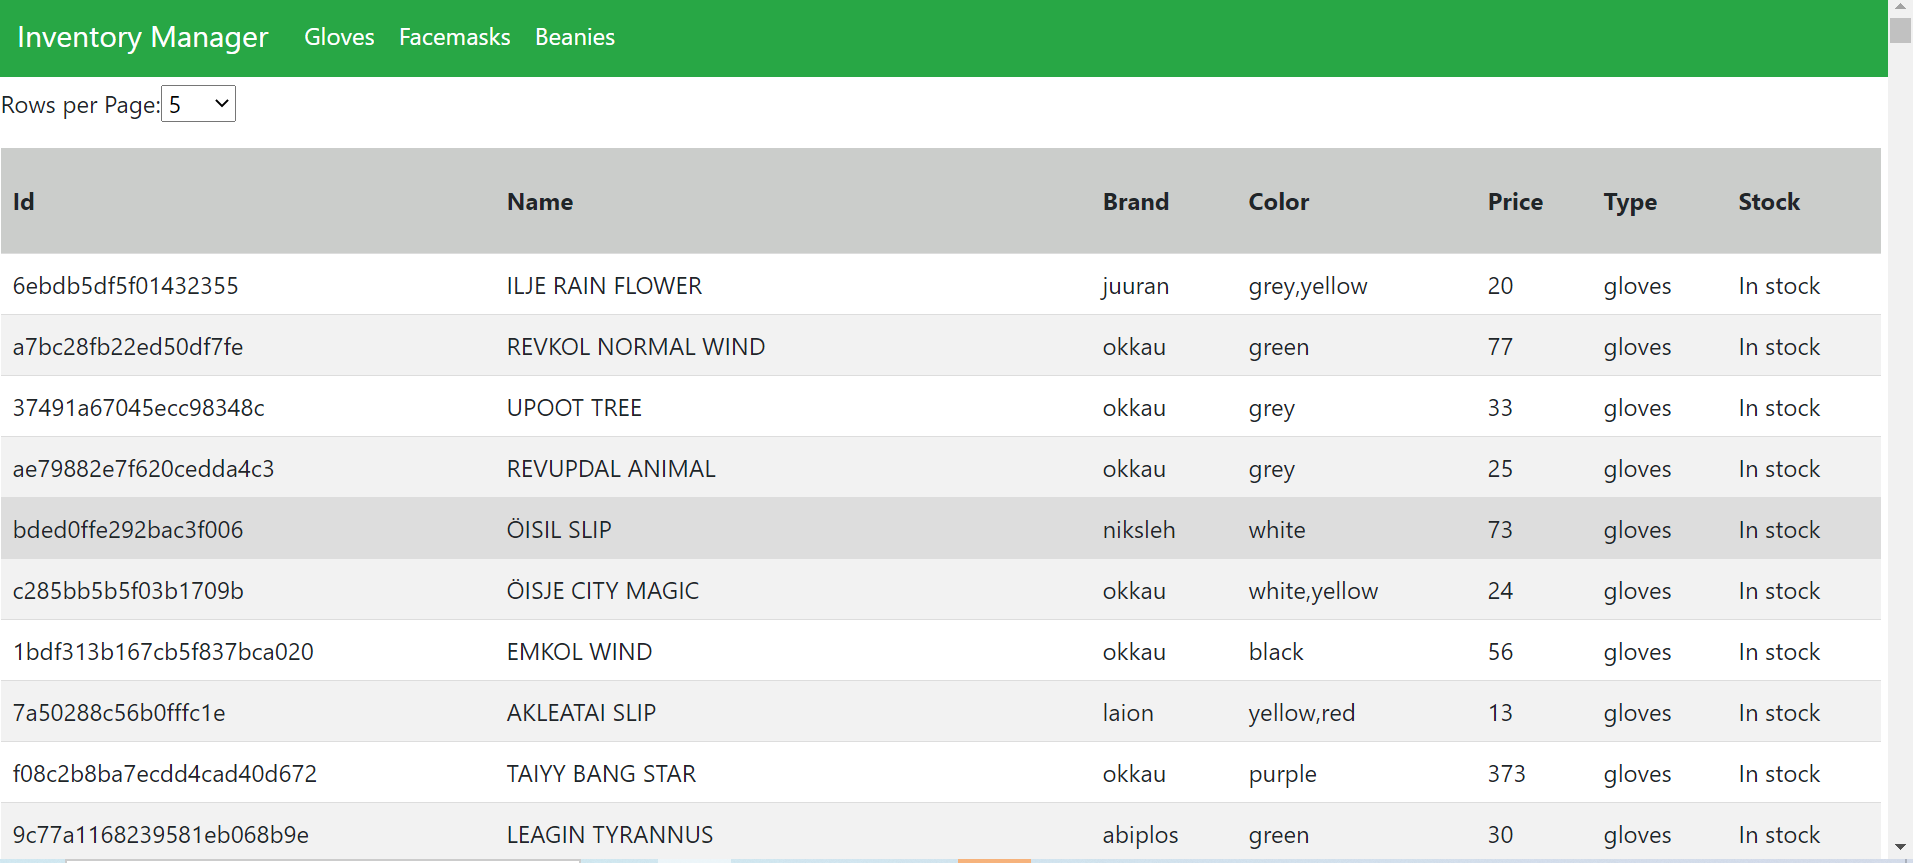 Inventory Manager Gloves Facemasks Beanies
Rows per Page: 5
Id Name Brand Color Price Type Stock
6ebdb5df5f01432355 ILJE RAIN FLOWER juuran grey,yellow 20 gloves In stock
a7bc28fb22ed50df7fe REVKOL NORMAL WIND okkau green 77 gloves In stock
37491a67045ecc98348c UPOOT TREE okkau grey 33 gloves In stock
ae79882e7f620cedda4c3 REVUPDAL ANIMAL okkau grey 25 gloves In stock
bded0ffe292bac3f006 ÖISIL SLIP niksleh white 73 gloves In stock
c285bb5b5f03b1709b ÖISJE CITY MAGIC okkau white,yellow 24 gloves In stock
1bdf313b167cb5f837bca020 EMKOL WIND okkau black 56 gloves In stock
7a50288c56b0fffc1e AKLEATAI SLIP laion yellow,red 13 gloves In stock
f08c2b8ba7ecdd4cad40d672 TAIYY BANG STAR okkau purple 373 gloves In stock
9c77a1168239581eb068b9e LEAGIN TYRANNUS abiplos green 30 gloves In stock